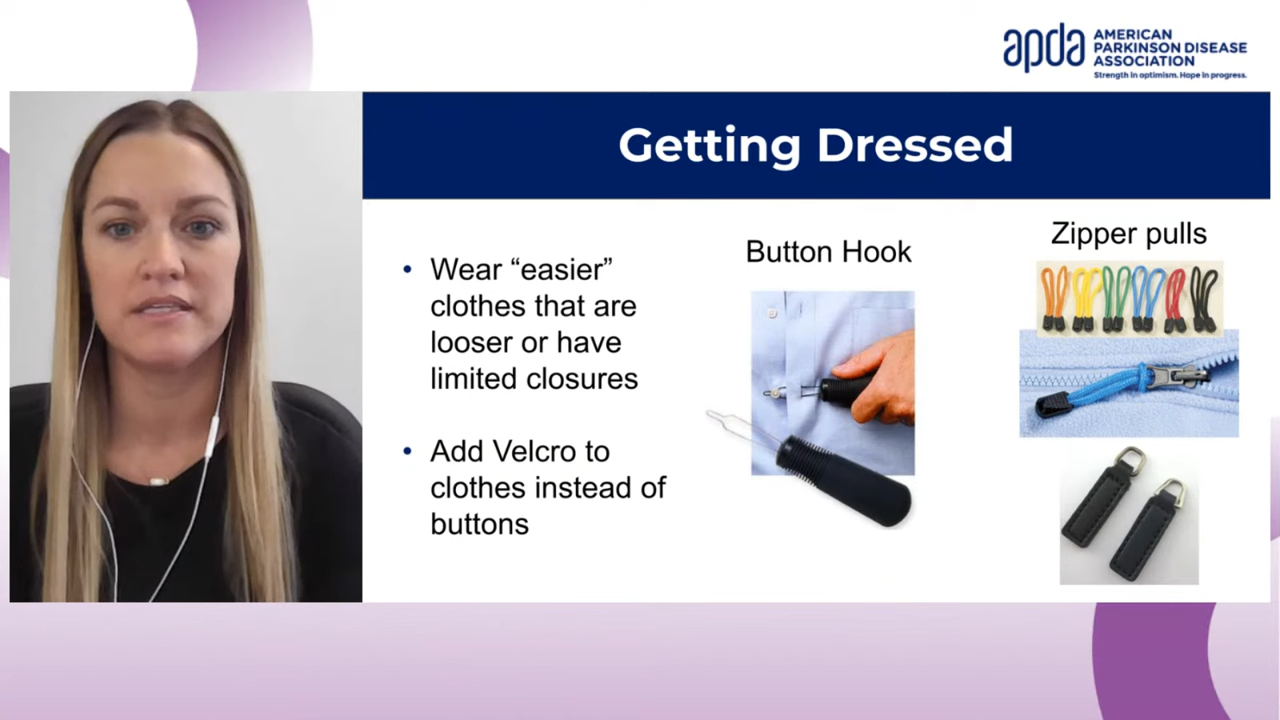 apda
AMERICAN
PARKINSON DISEASE
ASSOCIATION
Strength in optimism. Hope in progress.
Getting Dressed
• Wear “easier”
clothes that are
looser or have
limited closures
• Add Velcro to
clothes instead of
buttons
Button Hook
Zipper pulls